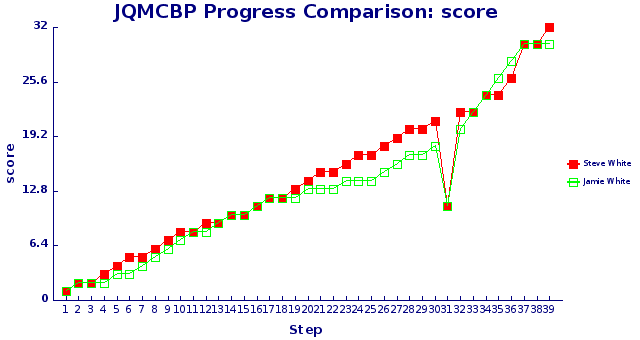 JQMCBP Progress Comparison: score
32
25.6
19.2
12.8
6.4
0
score
1 2 3 4 5 6 7 8 9 10 11 12 13 14 15 16 17 18 19 20 21 22 23 24 25 26 27 28 29 30 31 32 33 34 35 36 37 38 39
Step
Steve White
Jamie White